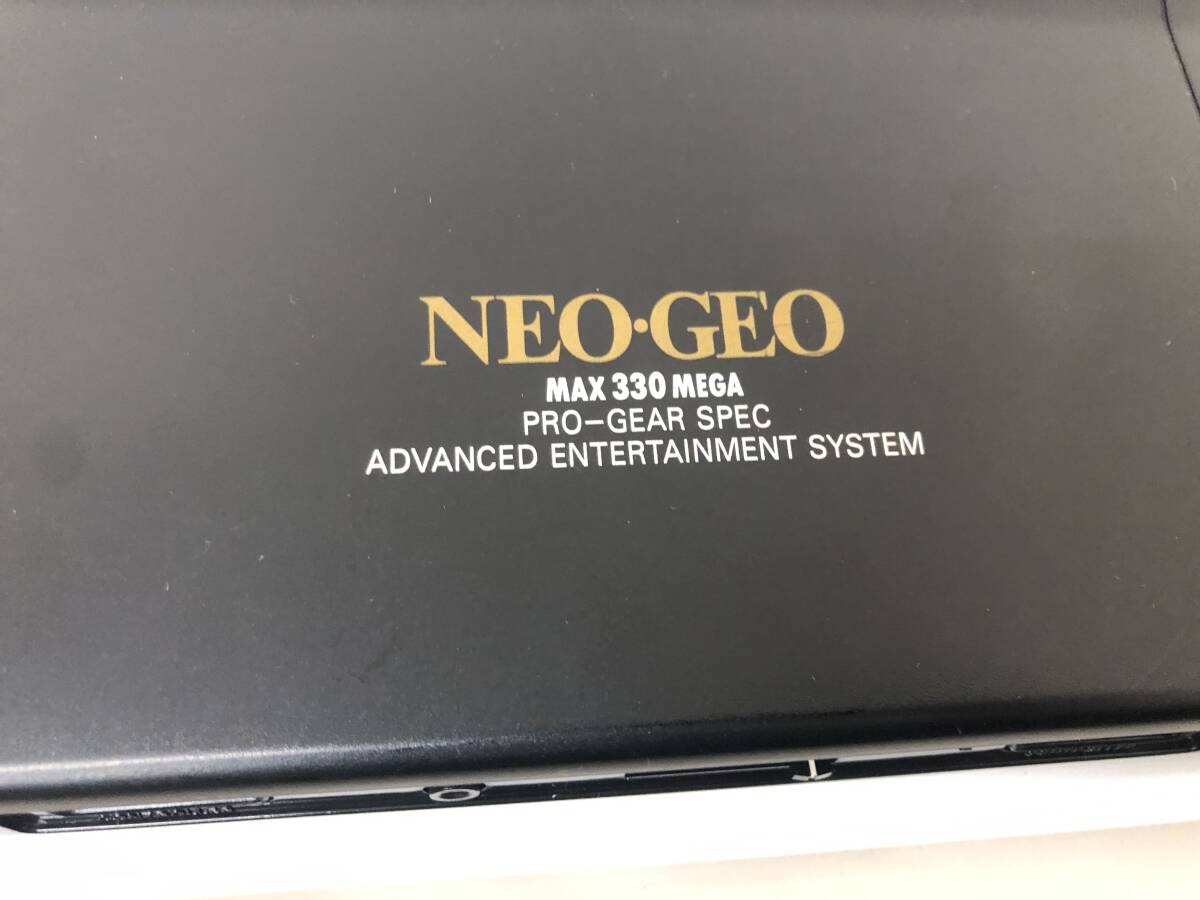 NEO·GEO
MAX 330 MEGA
PRO-GEAR SPEC
ADVANCED ENTERTAINMENT SYSTEM